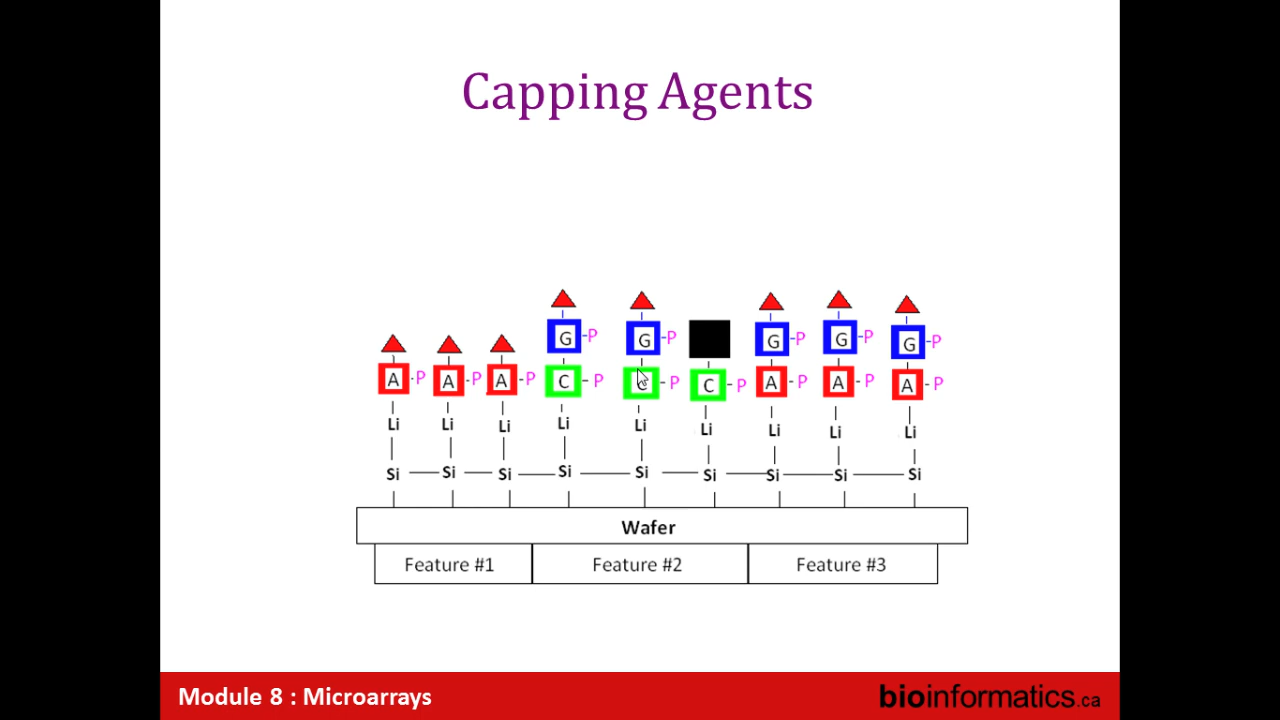 Capping Agents
G -P G -P G -P G -P G -P
A -P A -P A -P C - P C - P C - P A - P A - P A - P
Li Li Li Li Li Li Li Li Li
Si Si Si Si Si Si Si Si Si
Wafer
Feature #1 Feature #2 Feature #3
Module 8 : Microarrays bioinformatics.ca